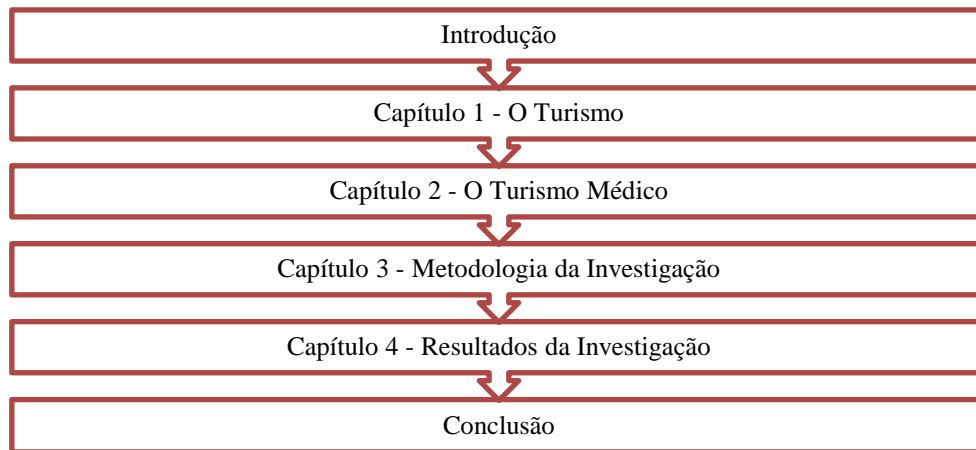 Introdução
Capítulo 1 - O Turismo
Capítulo 2 - O Turismo Médico
Capítulo 3 - Metodologia da Investigação
Capítulo 4 - Resultados da Investigação
Conclusão